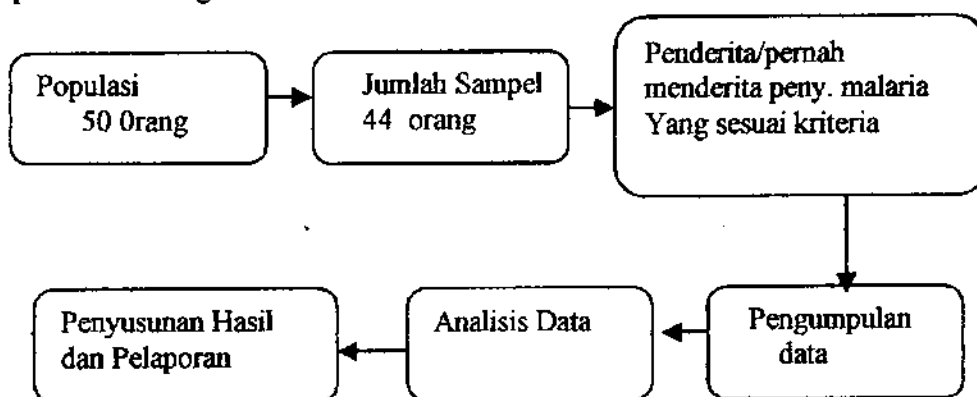 Populasi
50 0rang
Jumlah Sampel
44 orang
Penderita/pernah
menderita peny. malaria
Yang sesuai kriteria
Pengumpulan
data
Analisis Data
Penyusunan Hasil
dan Pelaporan